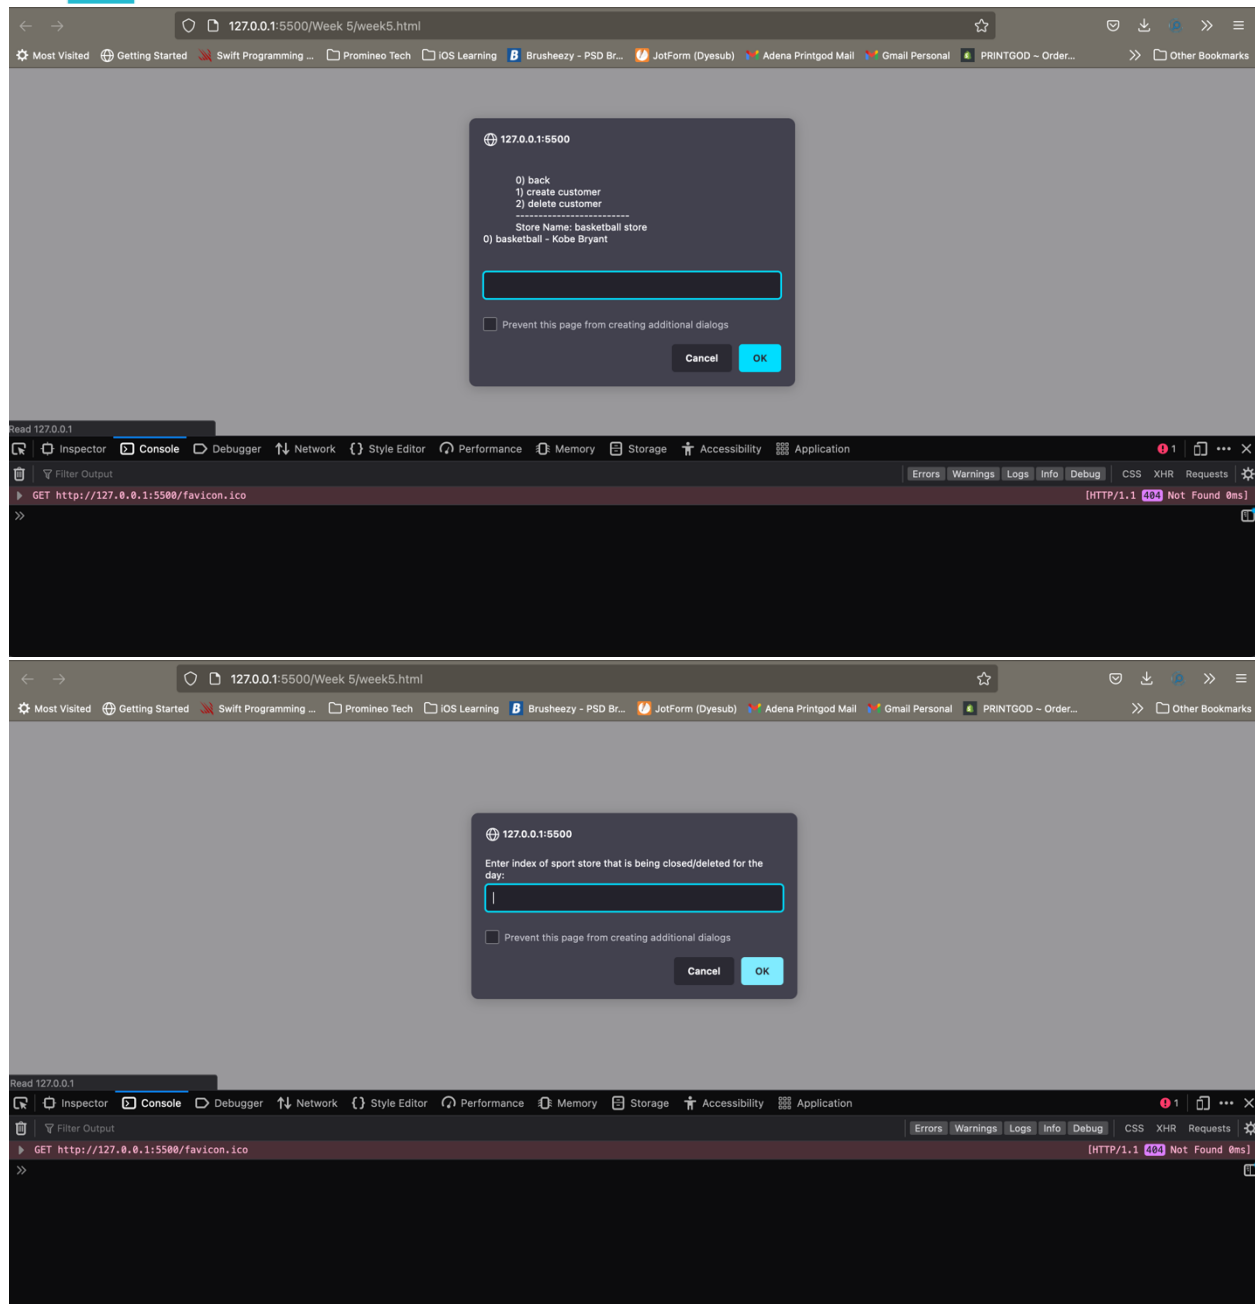 127.0.0.1:5500/Week 5/week5.html
Most Visited Getting Started Swift Programming ... Promineo Tech iOS Learning B Brusheezy - PSD Br... JotForm (Dyesub) Adena Printgod Mail Gmail Personal PRINTGOD ~ Order... Other Bookmarks
127.0.0.1:5500
0) back
1) create customer
2) delete customer
-------------------------
Store Name: basketball store
0) basketball - Kobe Bryant
Prevent this page from creating additional dialogs
Cancel OK
Read 127.0.0.1
Inspector Console Debugger Network {} Style Editor Performance Memory Storage Accessibility Application 1
Filter Output Errors Warnings Logs Info Debug CSS XHR Requests
GET http://127.0.0.1:5500/favicon.ico [HTTP/1.1 404 Not Found 0ms]
127.0.0.1:5500/Week 5/week5.html
Most Visited Getting Started Swift Programming ... Promineo Tech iOS Learning B Brusheezy - PSD Br... JotForm (Dyesub) Adena Printgod Mail Gmail Personal PRINTGOD ~ Order... Other Bookmarks
127.0.0.1:5500
Enter index of sport store that is being closed/deleted for the
day:
Prevent this page from creating additional dialogs
Cancel OK
Read 127.0.0.1
Inspector Console Debugger Network {} Style Editor Performance Memory Storage Accessibility Application 1
Filter Output Errors Warnings Logs Info Debug CSS XHR Requests
GET http://127.0.0.1:5500/favicon.ico [HTTP/1.1 404 Not Found 0ms]